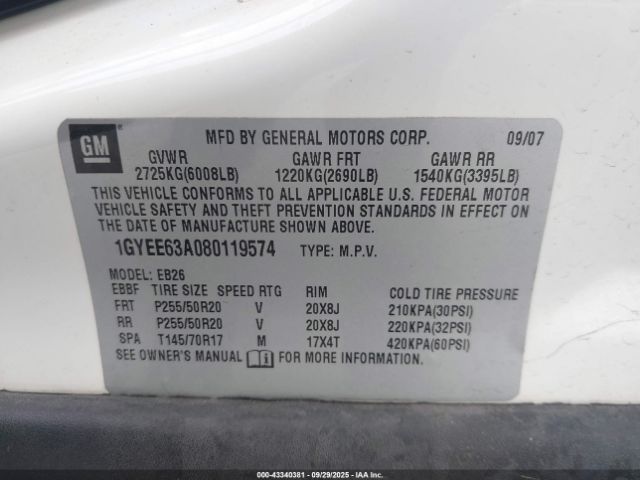 GM
MFD BY GENERAL MOTORS CORP. 09/07
GVWR GAWR FRT GAWR RR
2725KG(6008LB) 1220KG(2690LB) 1540KG(3395LB)
THIS VEHICLE CONFORMS TO ALL APPLICABLE U.S. FEDERAL MOTOR
VEHICLE SAFETY AND THEFT PREVENTION STANDARDS IN EFFECT ON
THE DATE OF MANUFACTURE SHOWN ABOVE.
1GYEE63A080119574 TYPE: M.P.V.
MODEL: EB26
EBBF TIRE SIZE SPEED RTG RIM COLD TIRE PRESSURE
FRT P255/50R20 V 20X8J 210KPA(30PSI)
RR P255/50R20 V 20X8J 220KPA(32PSI)
SPA T145/70R17 M 17X4T 420KPA(60PSI)
SEE OWNER'S MANUAL FOR MORE INFORMATION.
00-43340381 - 09/29/2025 - IAAI.CA